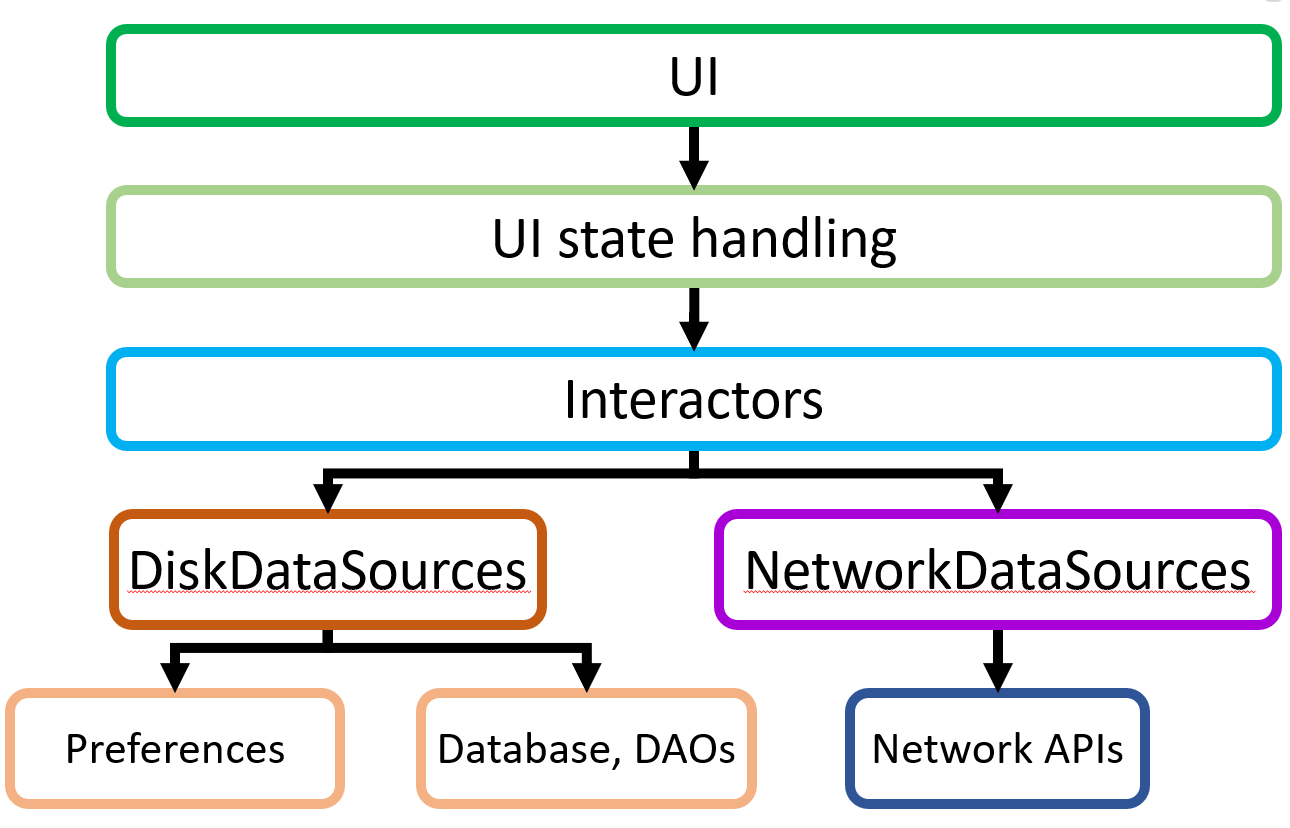 UI
UI state handling
Interactors
DiskDataSources
NetworkDataSources
Preferences
Database, DAOs
Network APIs